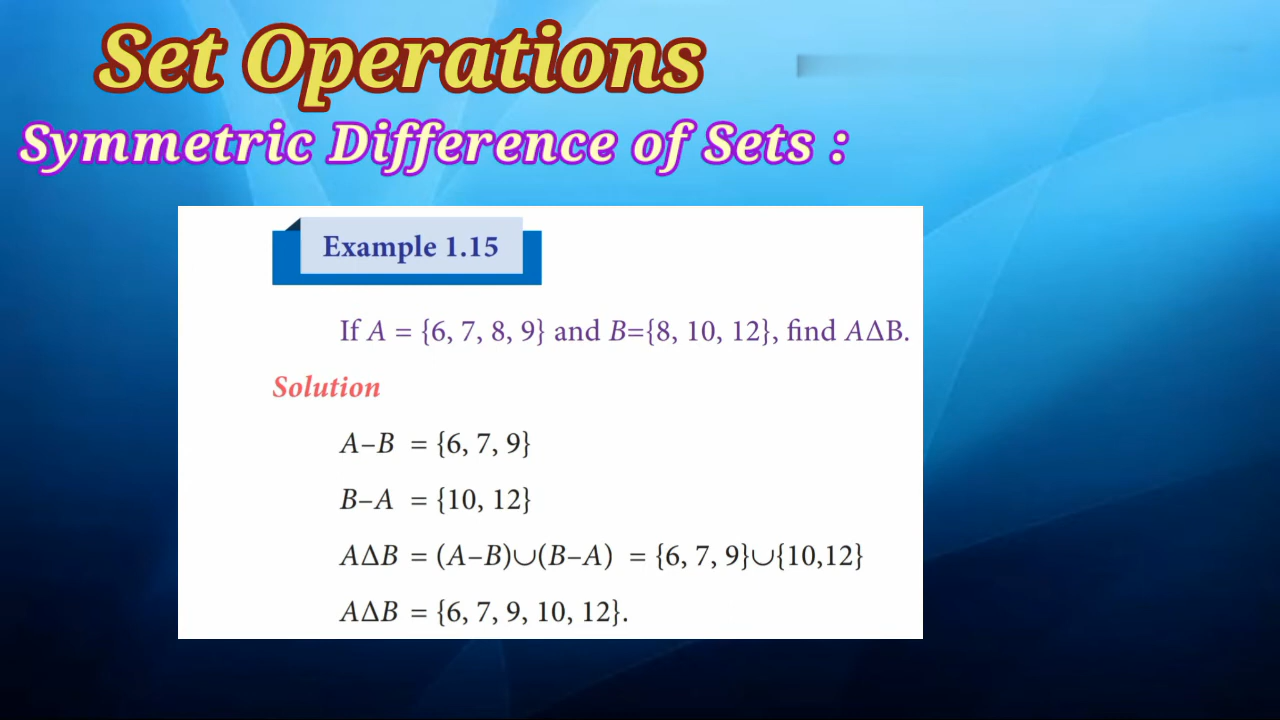 Set Operations
Symmetric Difference of Sets :
Example 1.15
If A = {6, 7, 8, 9} and B={8, 10, 12}, find AΔB.
Solution
A–B = {6, 7, 9}
B–A = {10, 12}
AΔB = (A–B)∪(B–A) = {6, 7, 9}∪{10,12}
AΔB = {6, 7, 9, 10, 12}.